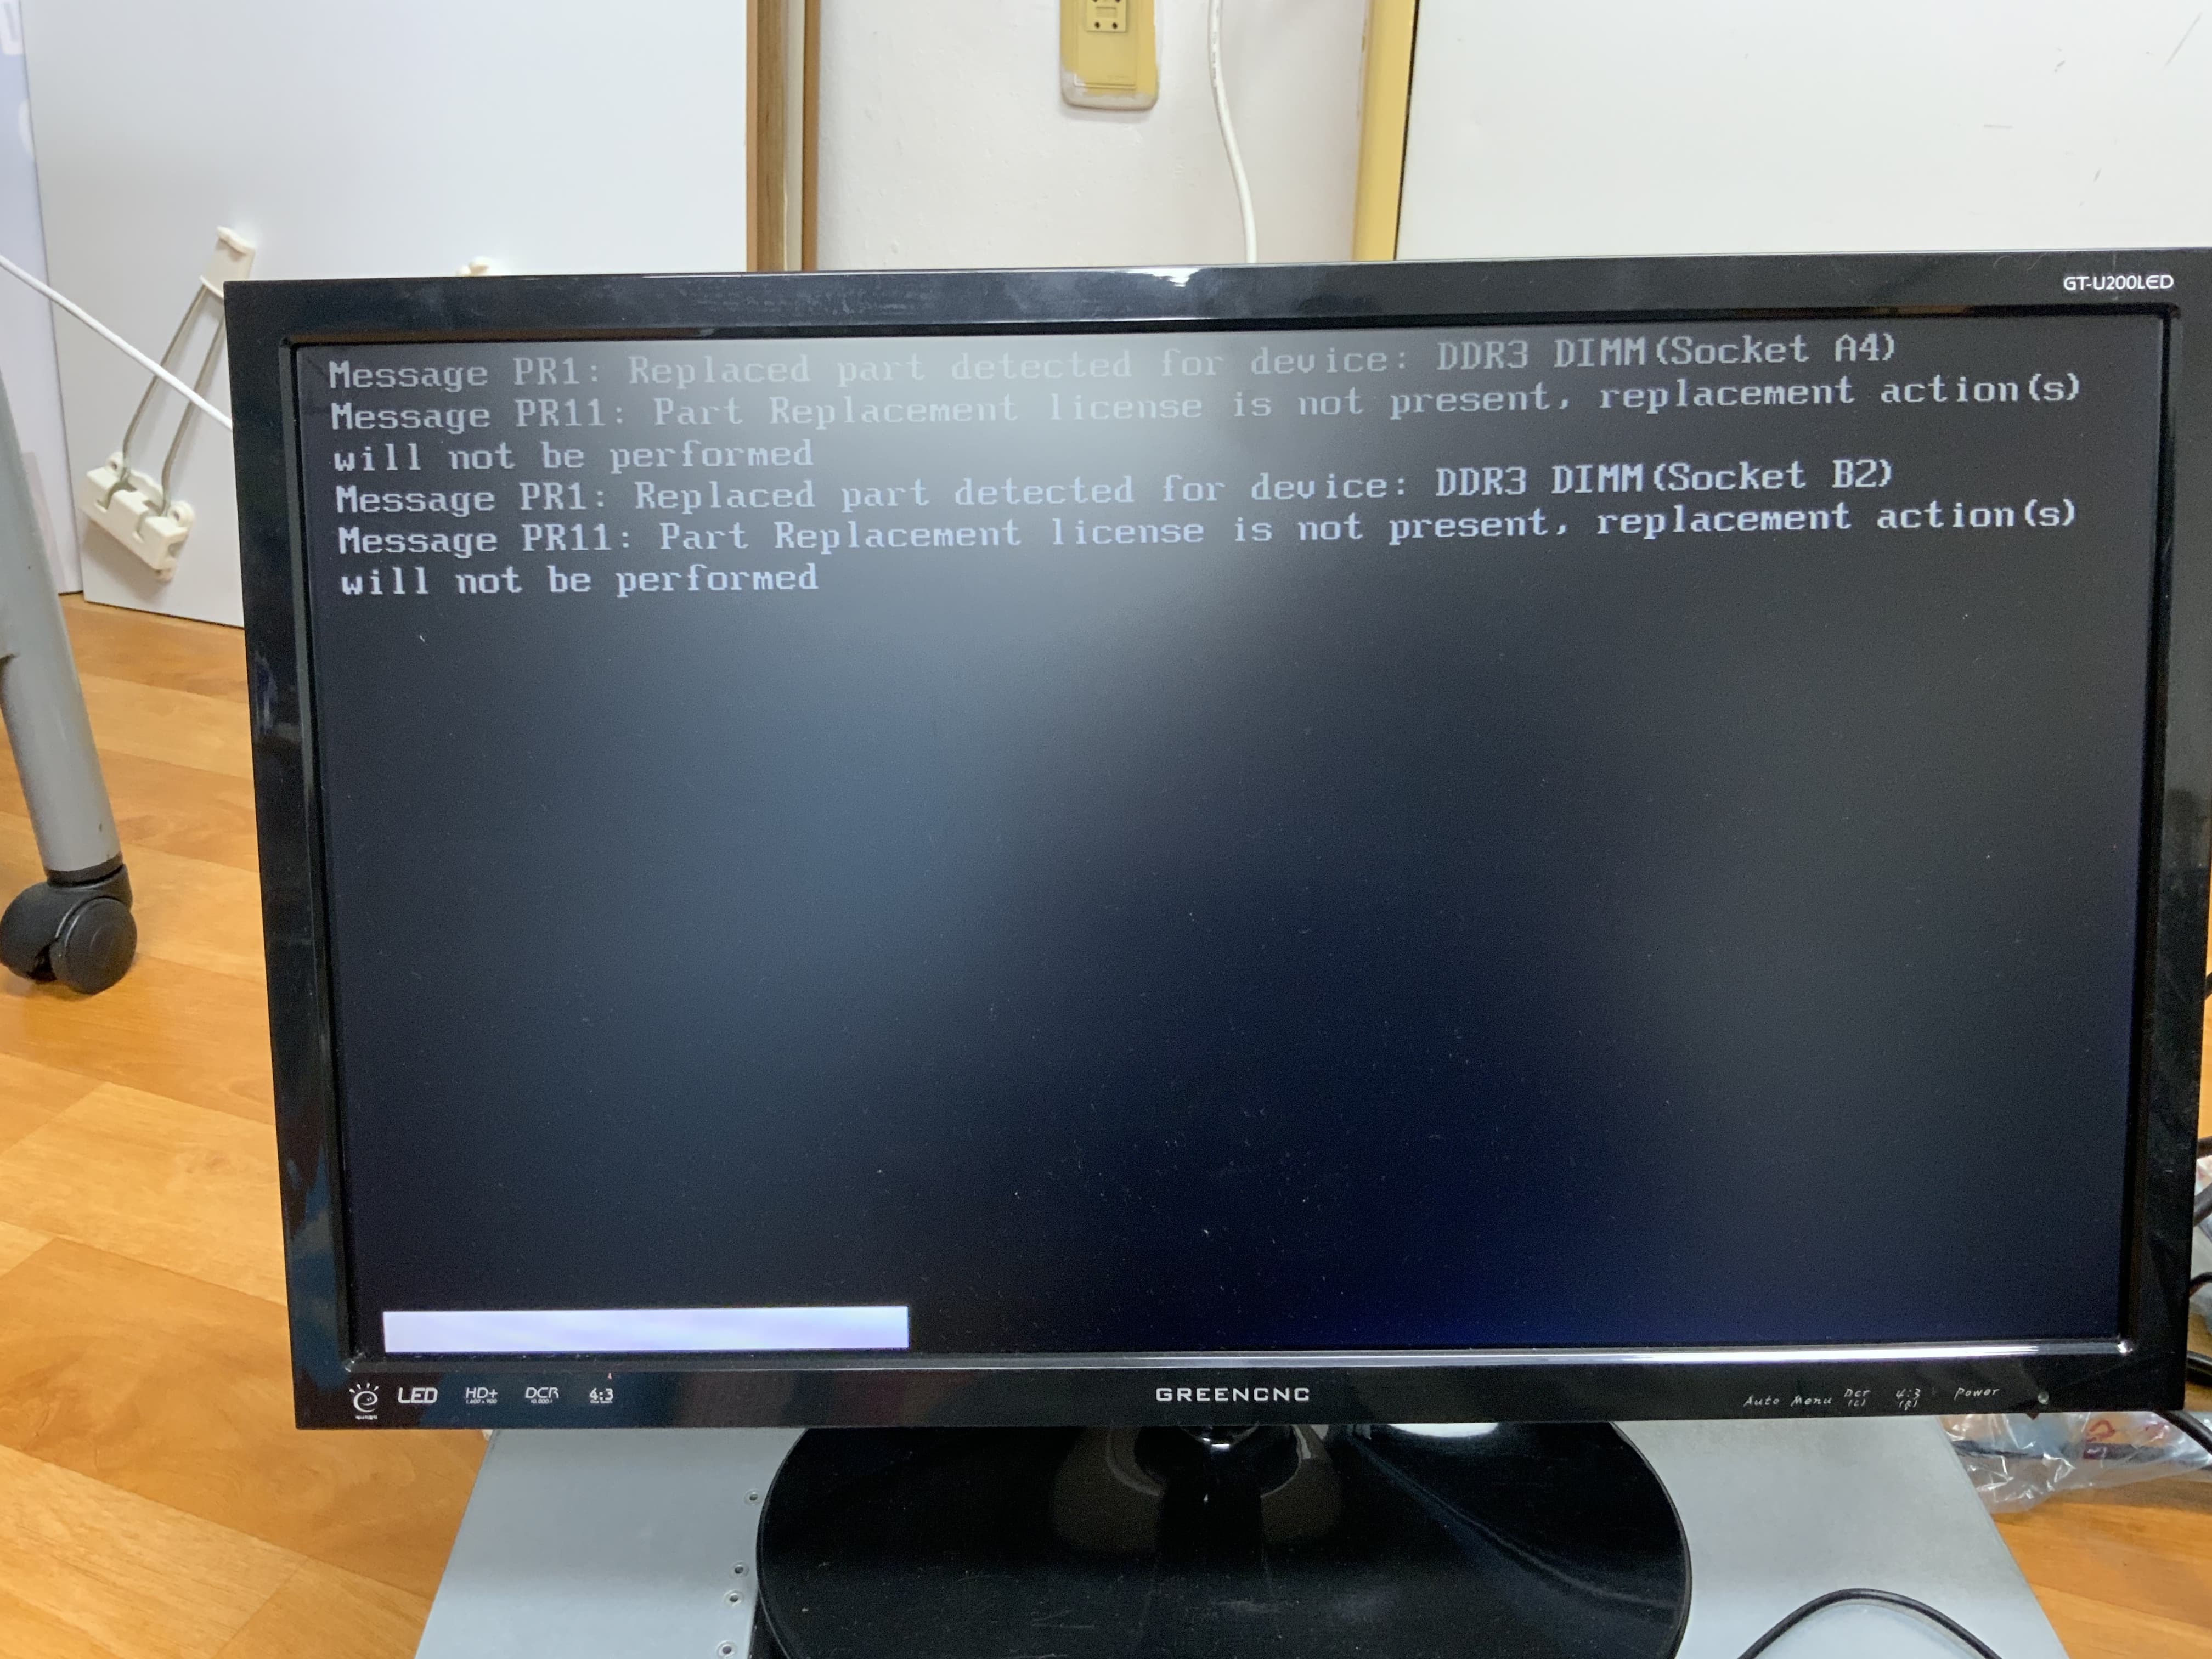 GT-U200LED
Message PR1: Replaced part detected for device: DDR3 DIMM(Socket A4)
Message PR11: Part Replacement license is not present, replacement action(s)
will not be performed
Message PR1: Replaced part detected for device: DDR3 DIMM(Socket B2)
Message PR11: Part Replacement license is not present, replacement action(s)
will not be performed
LED HD+ DCR 4:3
GREENCNC
Auto Menu Dcr 4:3 Power